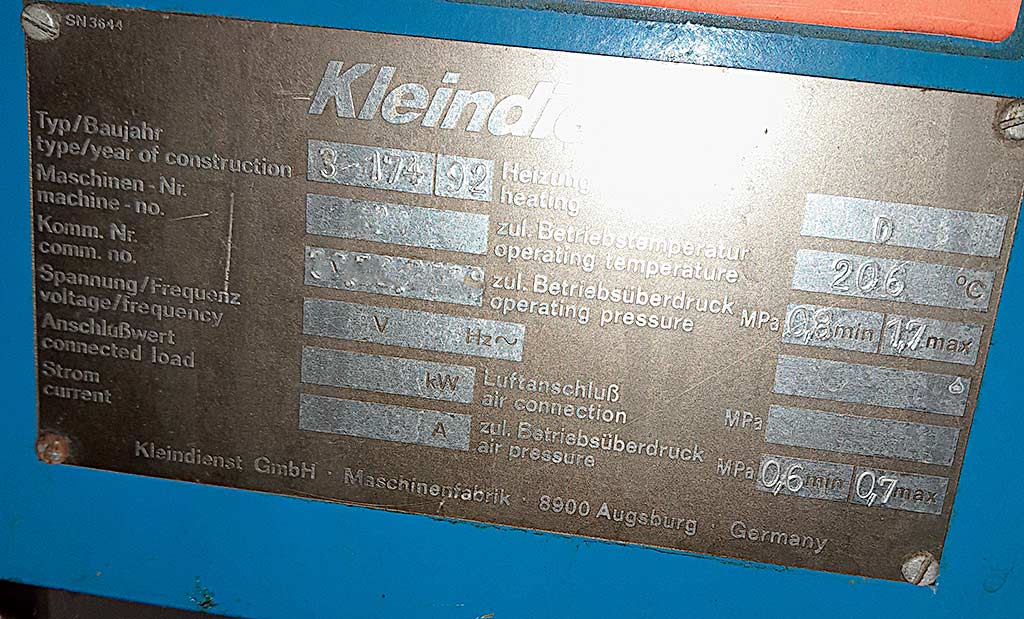 SN3644
Typ/Baujahr
type/year of construction 3-174 92
Maschinen-Nr.
machine-no.
Komm. Nr.
comm. no.
Spannung/Frequenz
voltage/frequency V Hz~
Anschlußwert
connected load kW
Strom
current A
Heizung
heating D
zul. Betriebstemperatur
operating temperature 206 °C
zul. Betriebsüberdruck
operating pressure MPa 0,8 min 1,7 max
Luftanschluß
air connection MPa
zul. Betriebsüberdruck
air pressure MPa 0,6 min 0,7 max
Kleindienst GmbH · Maschinenfabrik · 8900 Augsburg · Germany